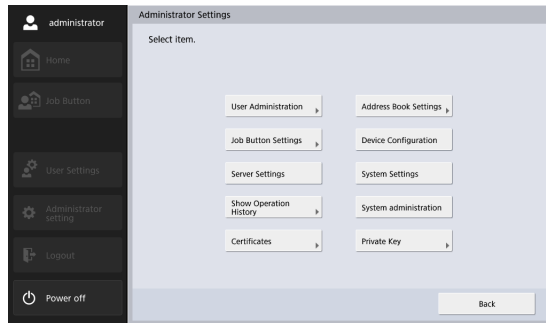 administrator
Home
Job Button
User Settings
Administrator
setting
Logout
Power off
Administrator Settings
Select item.
User Administration
Address Book Settings
Job Button Settings
Device Configuration
Server Settings
System Settings
Show Operation
History
System administration
Certificates
Private Key
Back